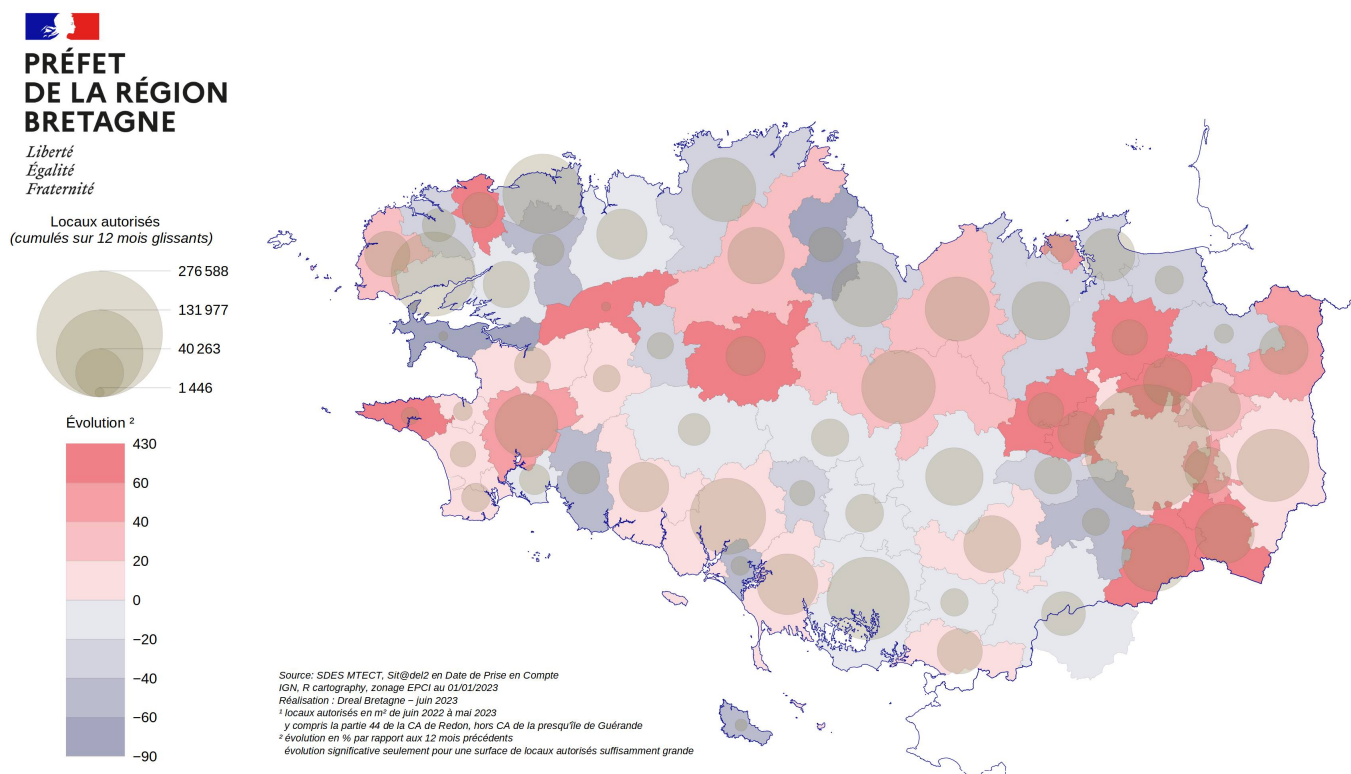 PRÉFET
DE LA RÉGION
BRETAGNE
Liberté
Égalité
Fraternité
Locaux autorisés
(cumulés sur 12 mois glissants)
276 588
131 977
40 263
1 446
Évolution ²
430
60
40
20
0
−20
−40
−60
−90
Source: SDES MTECT, Sit@del2 en Date de Prise en Compte
IGN, R cartography, zonage EPCI au 01/01/2023
Réalisation : Dreal Bretagne − juin 2023
¹ locaux autorisés en m² de juin 2022 à mai 2023
y compris la partie 44 de la CA de Redon, hors CA de la presqu'île de Guérande
² évolution en % par rapport aux 12 mois précédents
évolution significative seulement pour une surface de locaux autorisés suffisamment grande